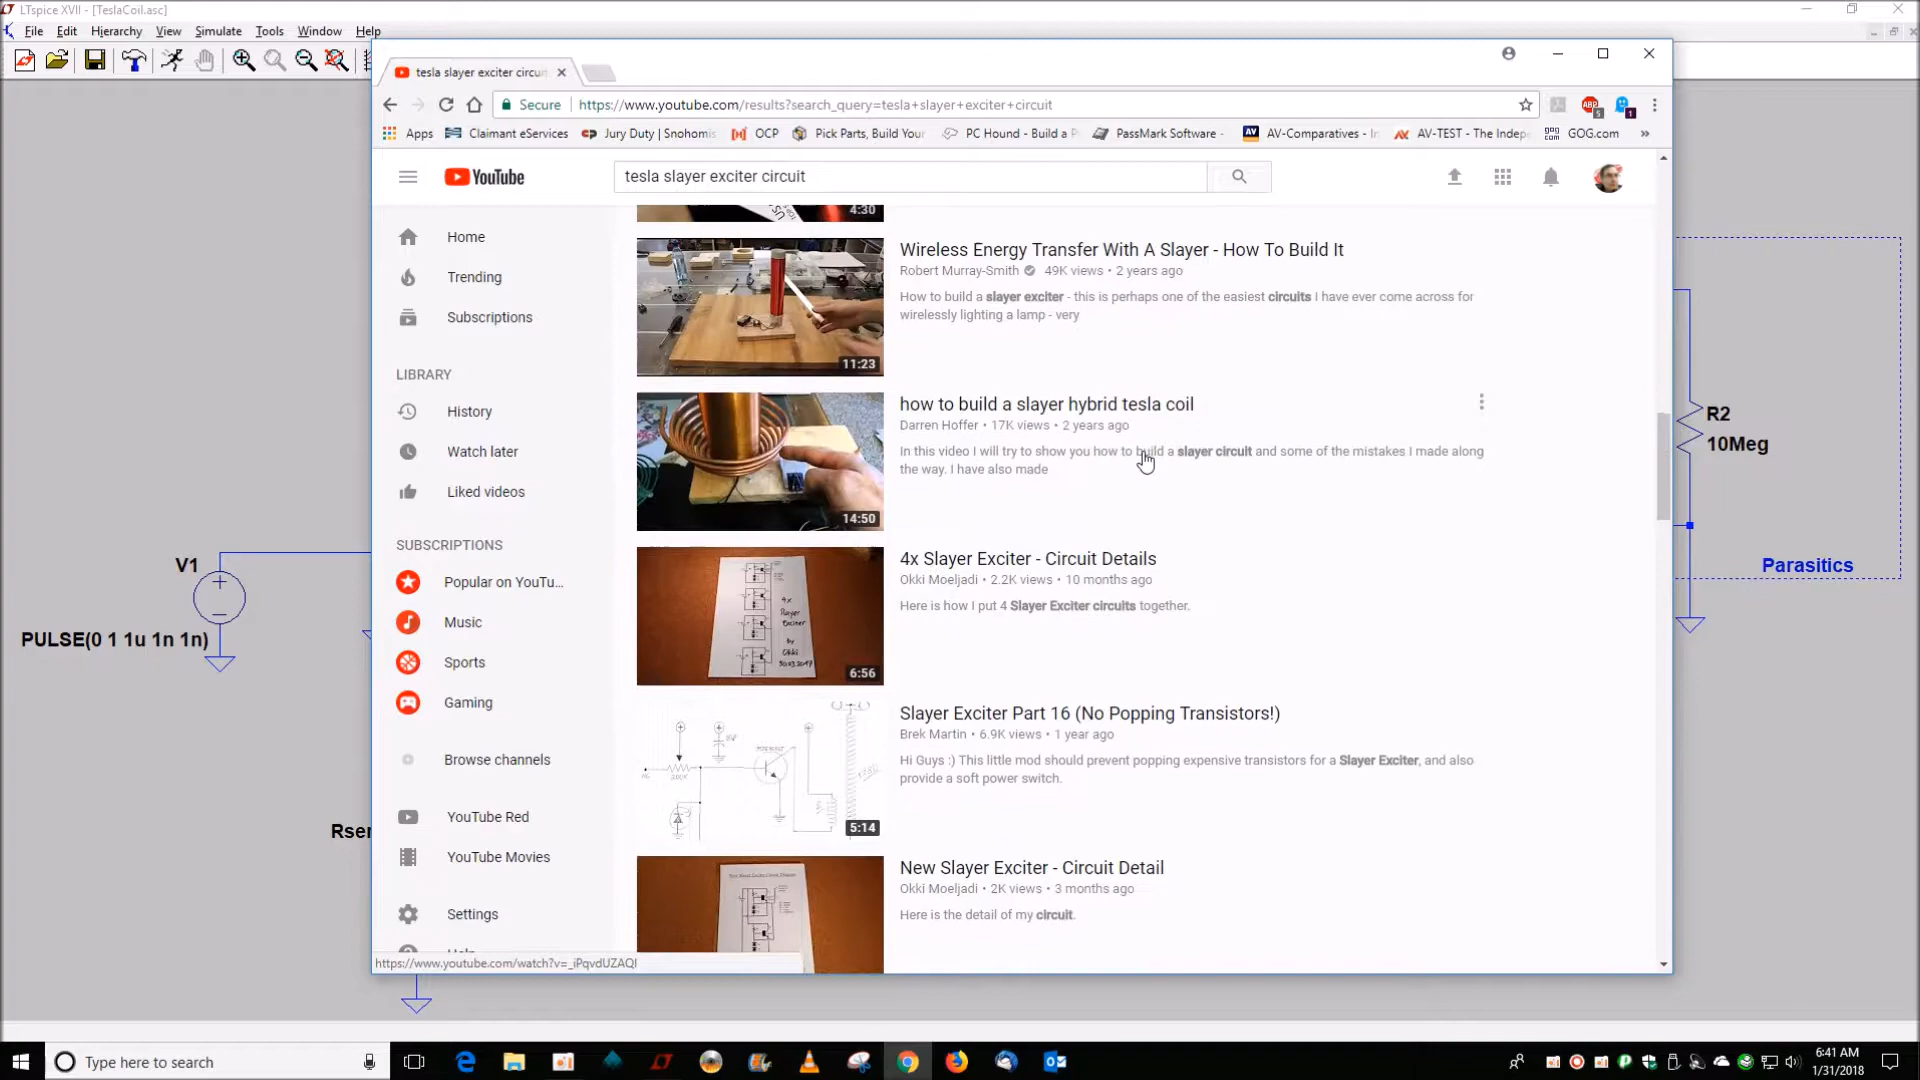 LTspice XVII - [TeslaCoil.asc]
File Edit Hierarchy View Simulate Tools Window Help
tesla slayer exciter circui
Secure https://www.youtube.com/results?search_query=tesla+slayer+exciter+circuit
Apps Claimant eServices Jury Duty | Snohomis OCP Pick Parts, Build Your PC Hound - Build a P PassMark Software - AV-Comparatives - I AV-TEST - The Indepe GOG.com »
YouTube
tesla slayer exciter circuit
Home
Trending
Subscriptions
LIBRARY
History
Watch later
Liked videos
SUBSCRIPTIONS
Popular on YouTu...
Music
Sports
Gaming
Browse channels
YouTube Red
YouTube Movies
Settings
4:30
Wireless Energy Transfer With A Slayer - How To Build It
Robert Murray-Smith 49K views • 2 years ago
How to build a slayer exciter - this is perhaps one of the easiest circuits I have ever come across for
wirelessly lighting a lamp - very
11:23
how to build a slayer hybrid tesla coil
Darren Hoffer • 17K views • 2 years ago
In this video I will try to show you how to build a slayer circuit and some of the mistakes I made along
the way. I have also made
14:50
4x Slayer Exciter - Circuit Details
Okki Moeljadi • 2.2K views • 10 months ago
Here is how I put 4 Slayer Exciter circuits together.
4x
Slayer
Exciter
by
Okki
6:56
Slayer Exciter Part 16 (No Popping Transistors!)
Brek Martin • 6.9K views • 1 year ago
Hi Guys :) This little mod should prevent popping expensive transistors for a Slayer Exciter, and also
provide a soft power switch.
5:14
New Slayer Exciter - Circuit Detail
Okki Moeljadi • 2K views • 3 months ago
Here is the detail of my circuit.
https://www.youtube.com/watch?v=_iPqvdUZAQI
V1
PULSE(0 1 1u 1n 1n)
Rsen
R2
10Meg
Parasitics
Type here to search
6:41 AM
1/31/2018